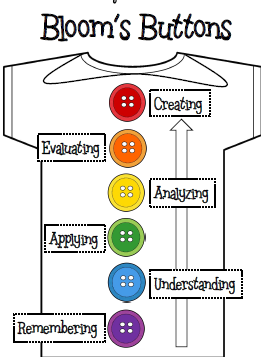 Bloom's Buttons
Creating
Evaluating
Analyzing
Applying
Understanding
Remembering